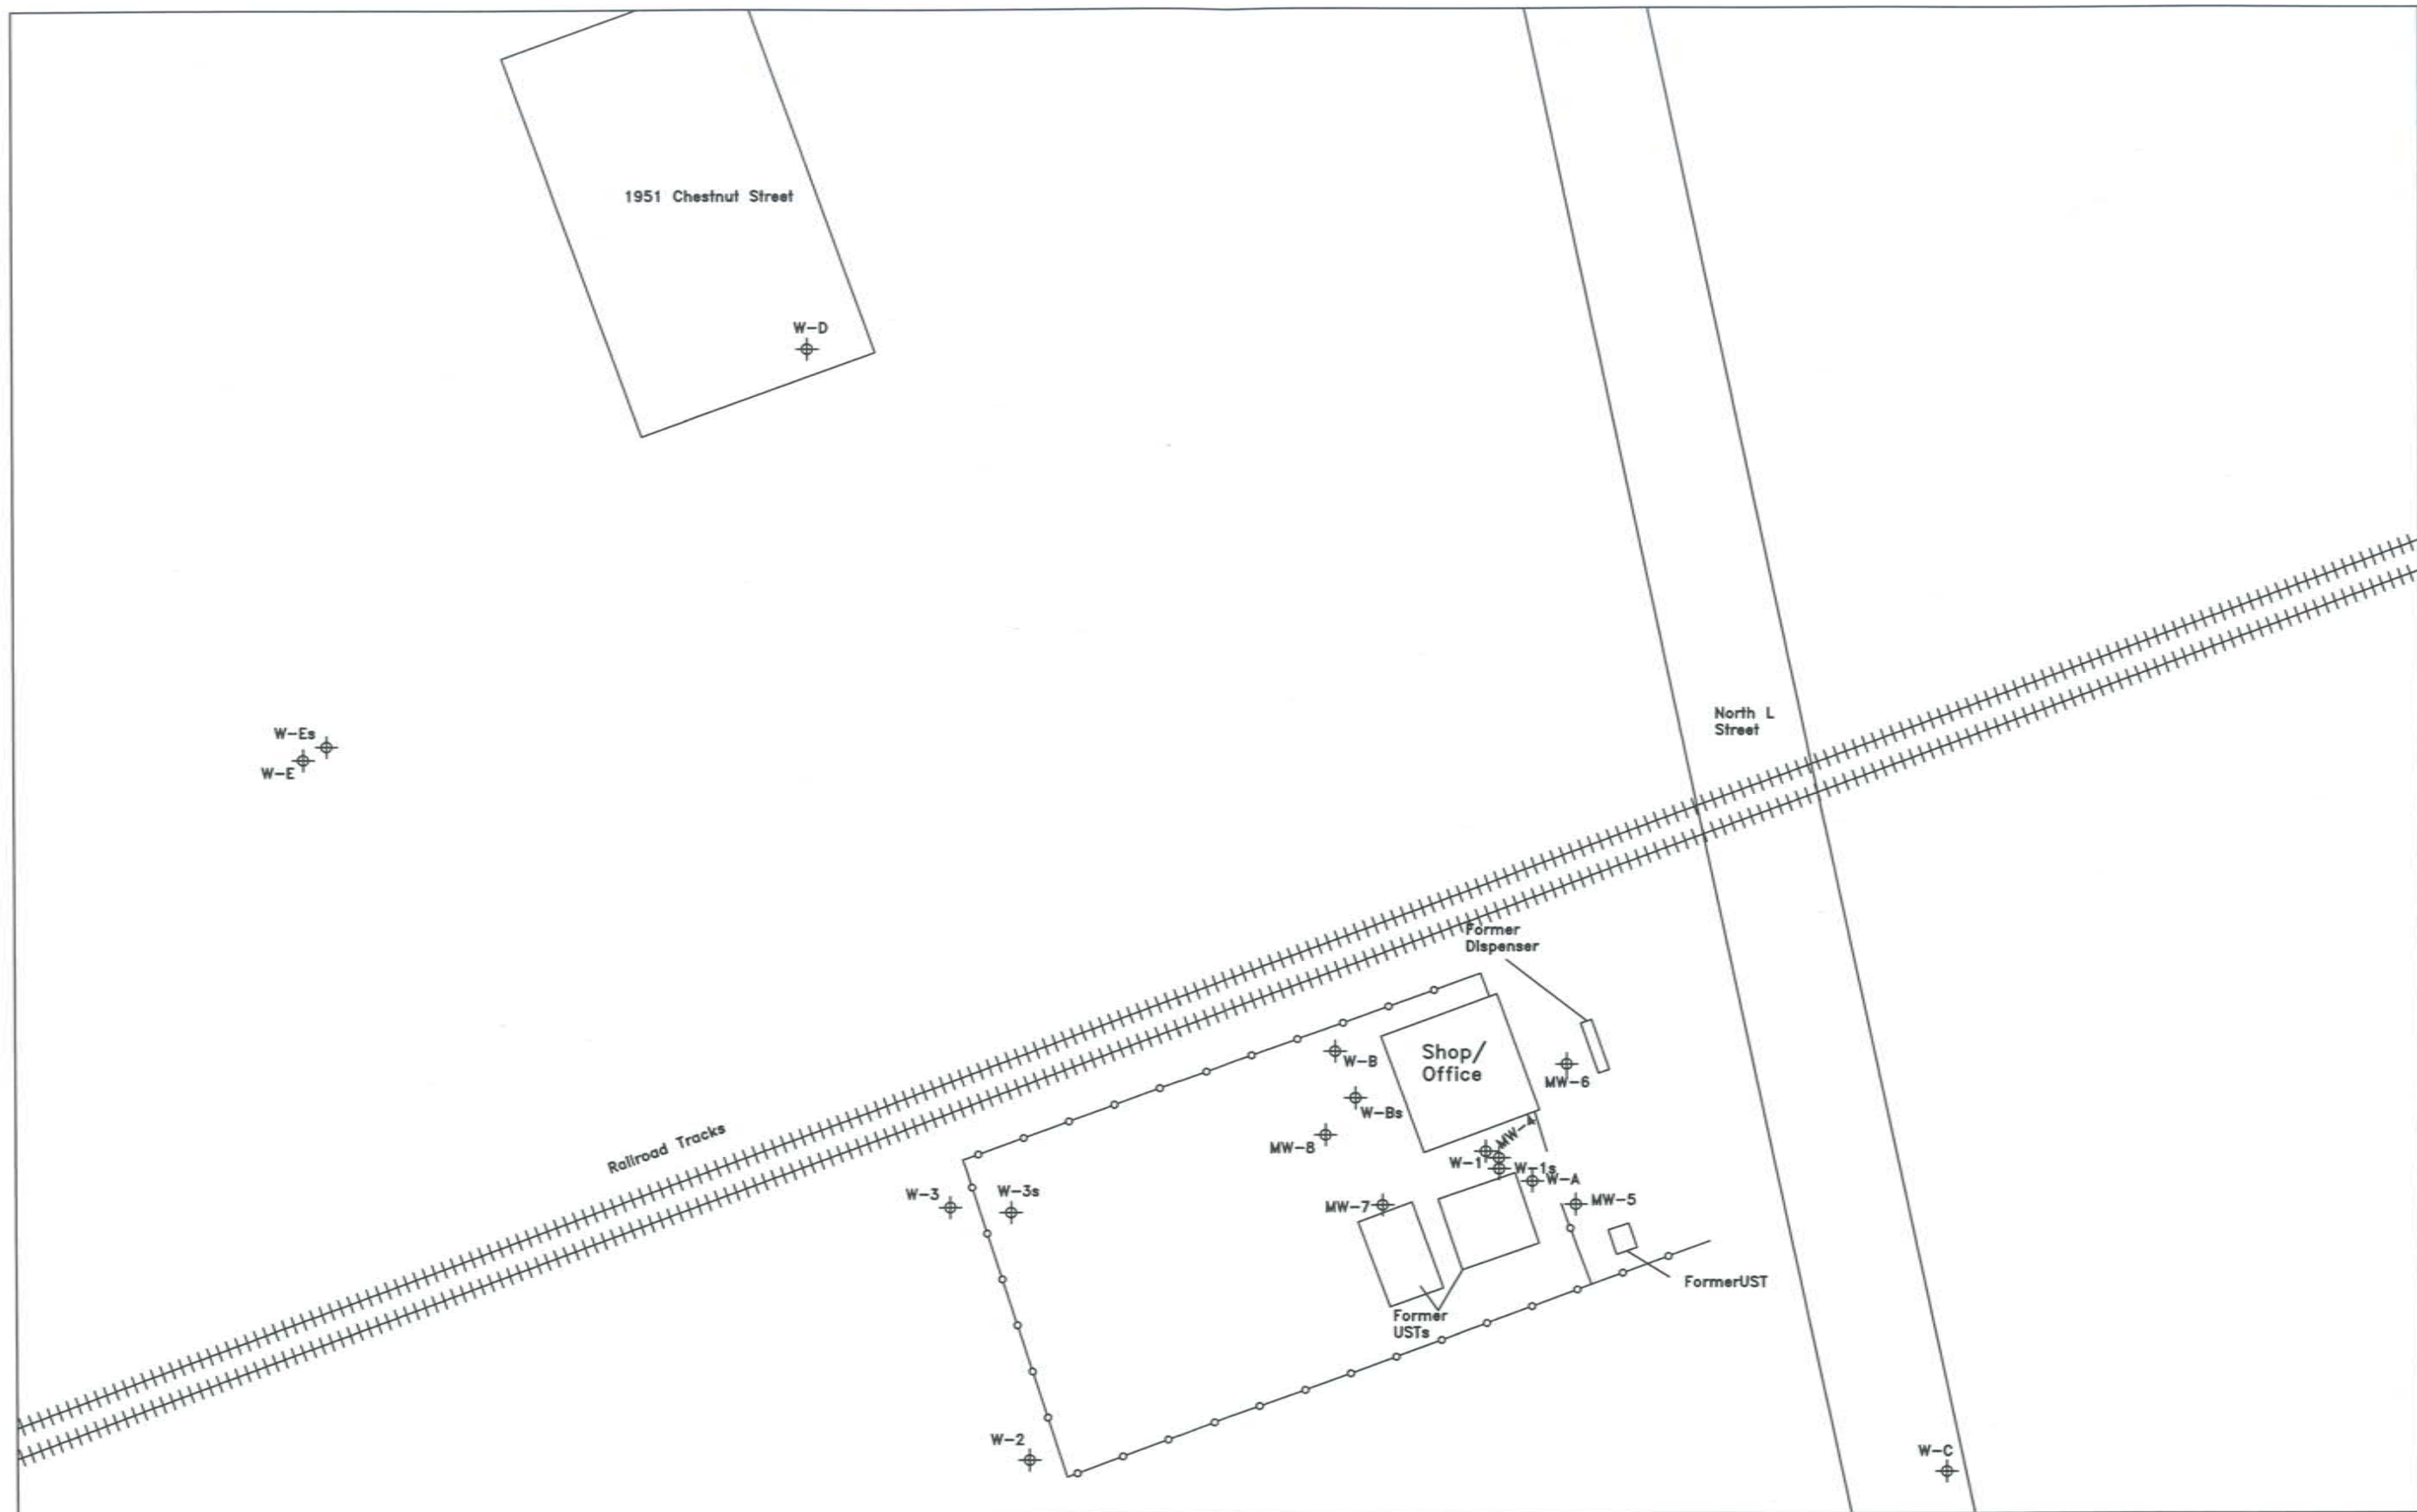 1951 Chestnut Street
W-D
North L
Street
W-Es
W-E
Former
Dispenser
Shop/
Office
W-B
MW-6
W-Bs
Railroad Tracks
MW-8
MW-4
W-1
W-1s
W-A
W-3
W-3s
MW-7
MW-5
FormerUST
Former
USTs
W-2
W-C